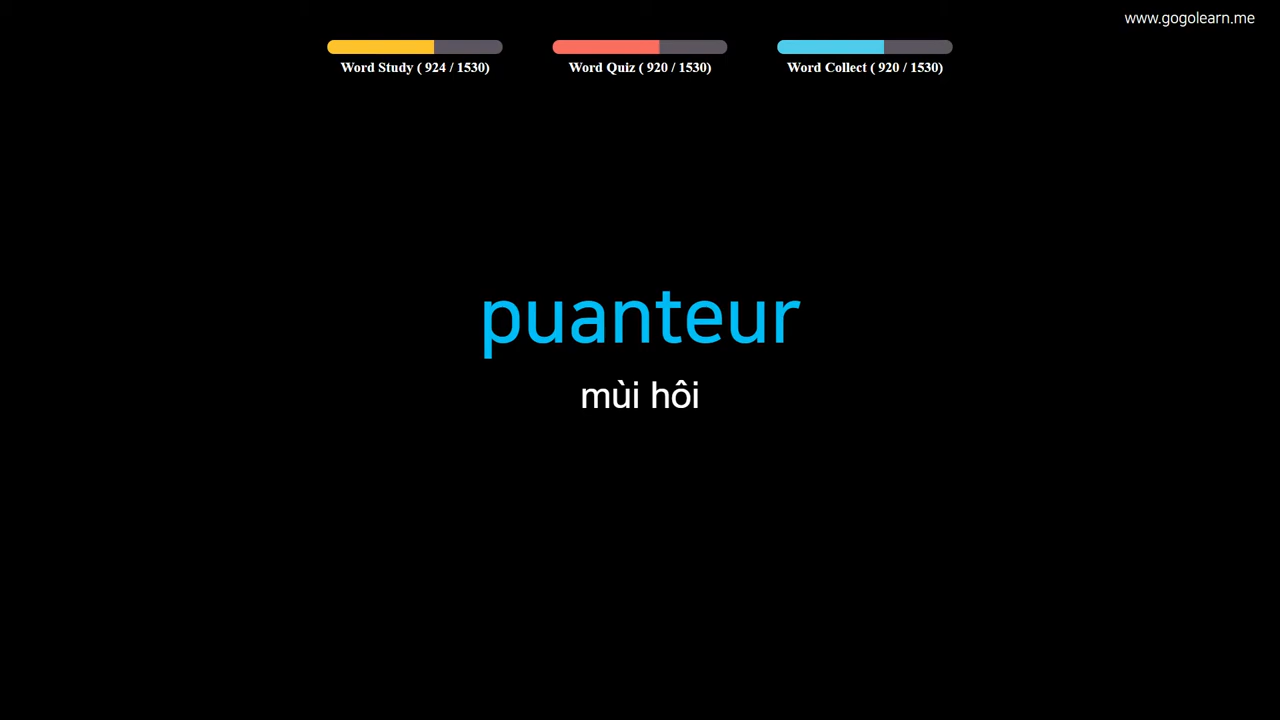 www.gogolearn.me
Word Study ( 924 / 1530)
Word Quiz ( 920 / 1530)
Word Collect ( 920 / 1530)
puanteur
mùi hôi